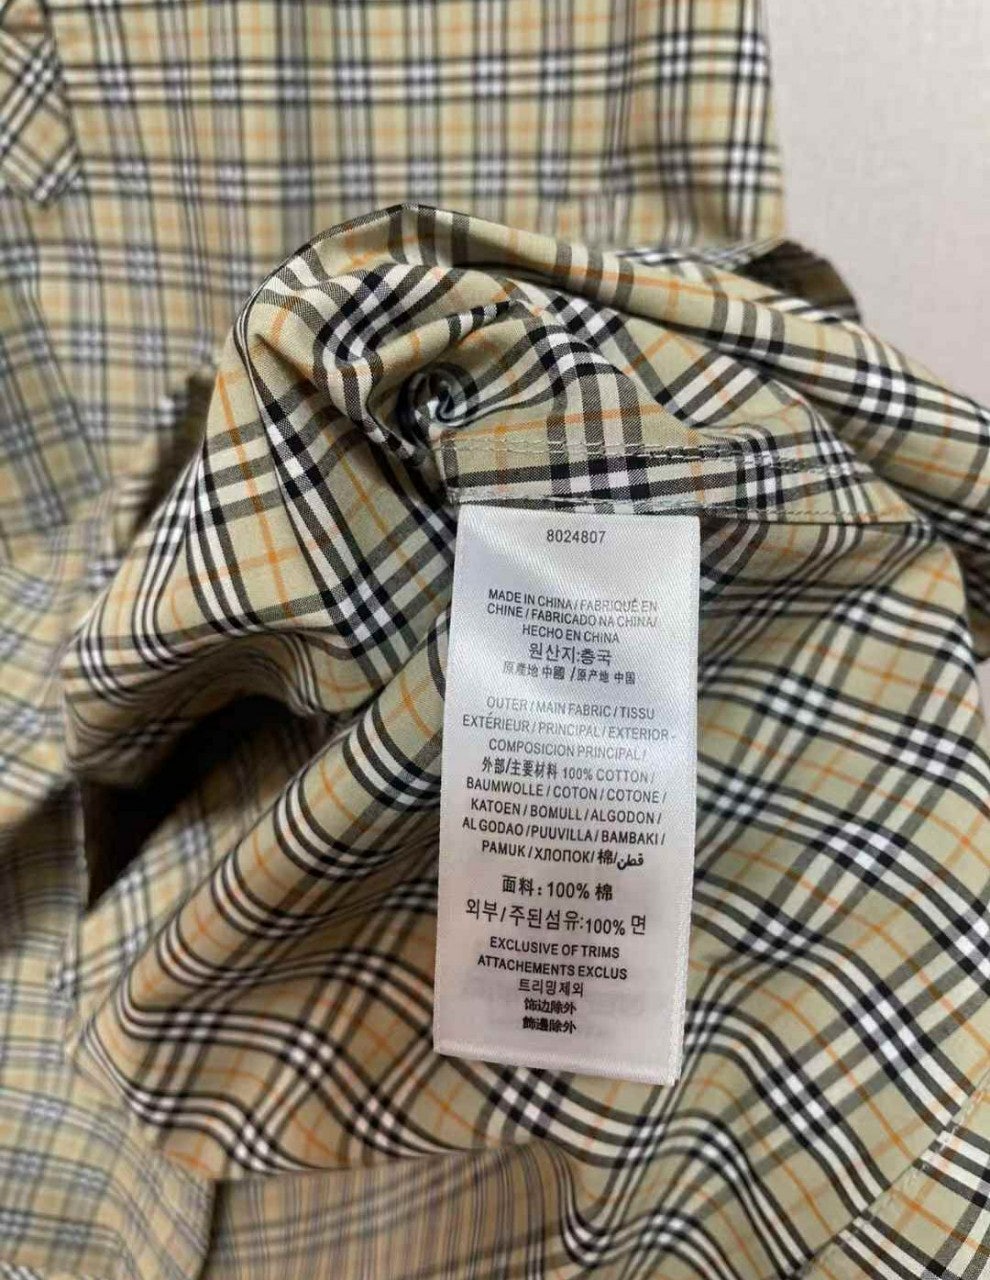 8024807
MADE IN CHINA / FABRIQUÉ EN
CHINE / FABRICADO NA CHINA/
HECHO EN CHINA
원산지:층국
原產地 中國 / 原产地 中国
OUTER / MAIN FABRIC / TISSU
EXTÉRIEUR / PRINCIPAL / EXTERIOR -
COMPOSICION PRINCIPAL /
外部/主要材料 100% COTTON /
BAUMWOLLE / COTON / COTONE /
KATOEN / BOMULL / ALGODON /
ALGODAO / PUUVILLA / BAMBAKI /
PAMUK / ХЛОПОК/ 棉/قطن
面料: 100% 棉
외부/주된섬유:100% 면
EXCLUSIVE OF TRIMS
ATTACHEMENTS EXCLUS
트리밍제외
饰边除外
飾邊除外